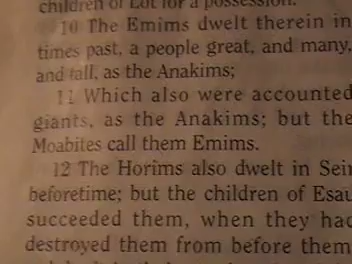 children of Lot for a possession.
10 The Emims dwelt therein in
times past, a people great, and many,
and tall, as the Anakims;
11 Which also were accounted
giants, as the Anakims; but the
Moabites call them Emims.
12 The Horims also dwelt in Seir
beforetime; but the children of Esau
succeeded them, when they had
destroyed them from before them